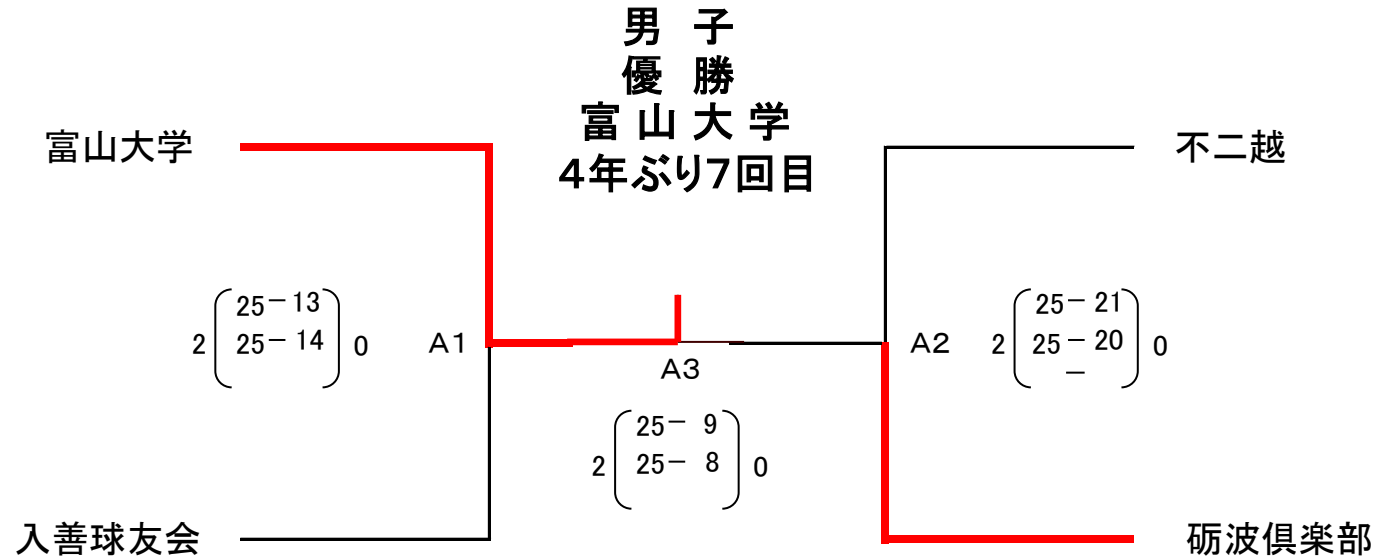 男 子
優 勝
富 山 大 学
4年ぶり7回目
富山大学
不二越
2 25－13 0
25－14
A1
A2
2 25－21 0
25－20
－
A3
2 25－ 9 0
25－ 8
入善球友会
砺波倶楽部